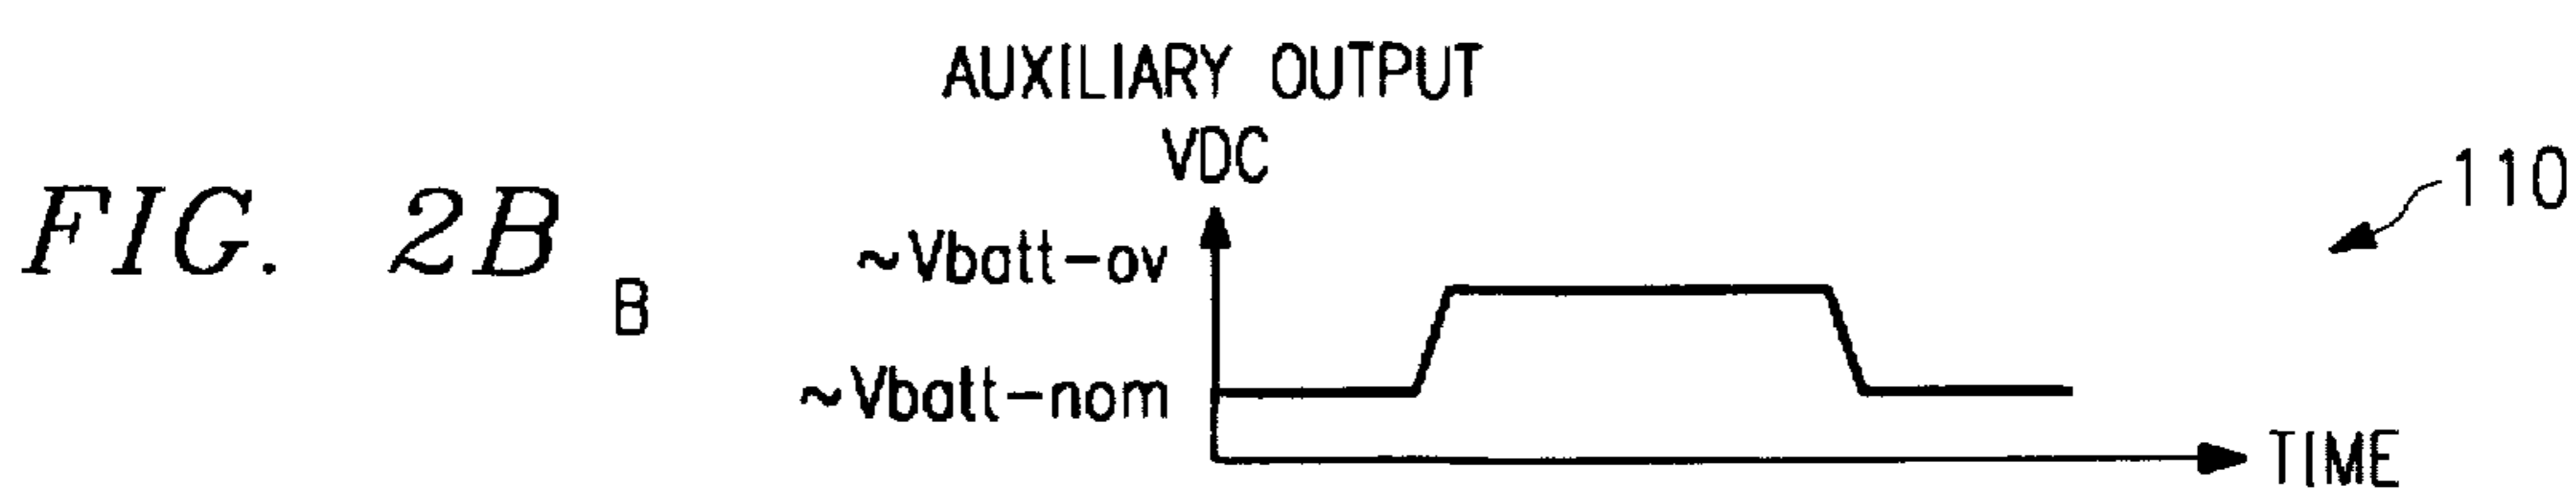 AUXILIARY OUTPUT
VDC
FIG. 2B
B
~Vbatt-ov
~Vbatt-nom
110
TIME